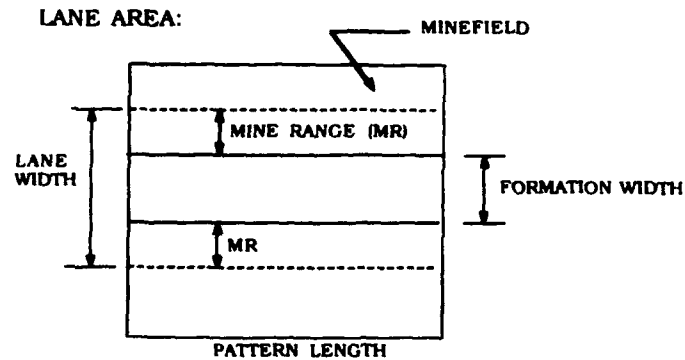 LANE AREA:
MINEFIELD
MINE RANGE (MR)
LANE
WIDTH
FORMATION WIDTH
MR
PATTERN LENGTH